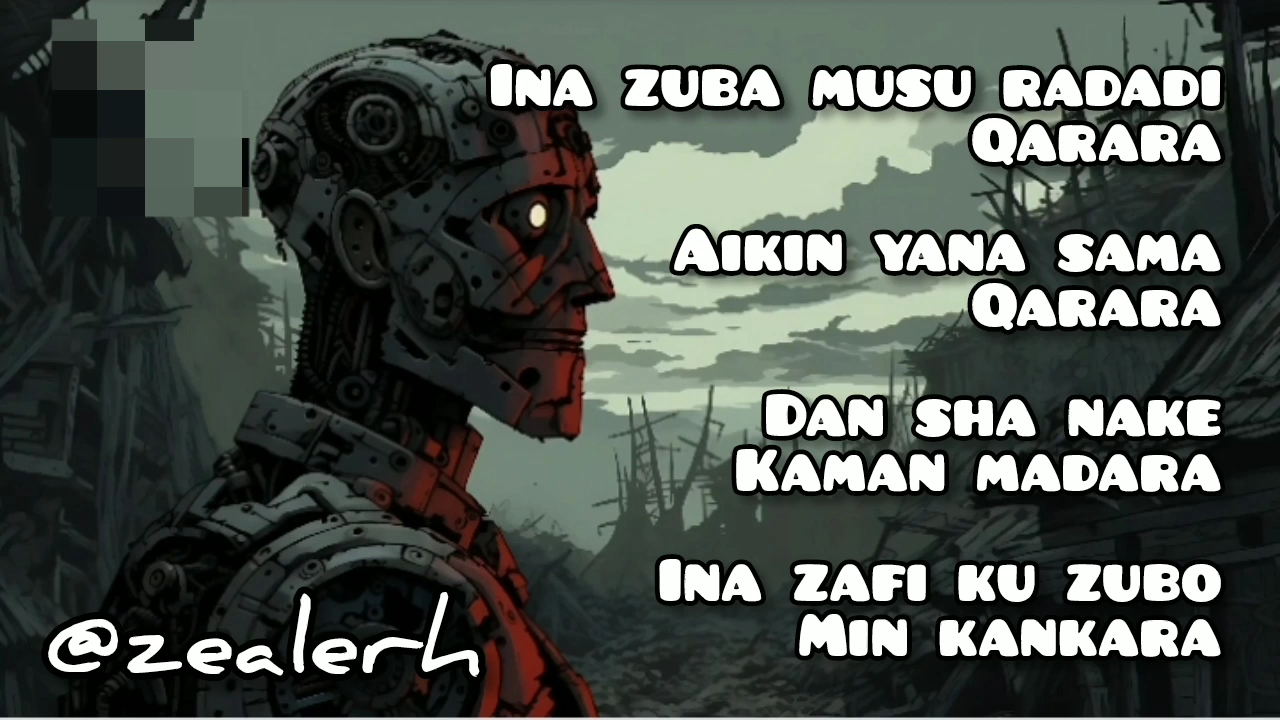 Ina zuba musu radadi
Qarara
Aikin yana sama
Qarara
Dan sha nake
Kaman madara
Ina zafi ku zubo
Min kankara
@zealerh